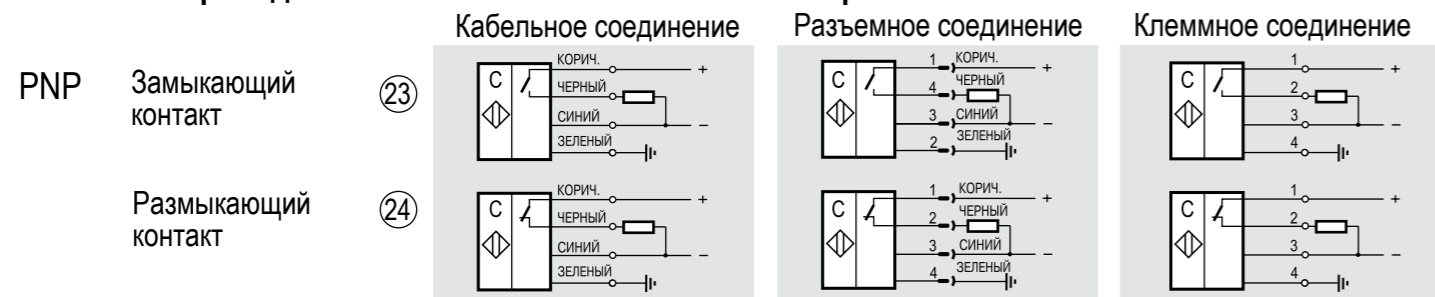 Кабельное соединение Разъемное соединение Клеммное соединение
PNP Замыкающий контакт 23
C КОРИЧ. +
ЧЕРНЫЙ
СИНИЙ –
ЗЕЛЕНЫЙ
C 1 КОРИЧ. +
4 ЧЕРНЫЙ
3 СИНИЙ –
2 ЗЕЛЕНЫЙ
C 1 +
2
3 –
4
Размыкающий контакт 24
C КОРИЧ. +
ЧЕРНЫЙ
СИНИЙ –
ЗЕЛЕНЫЙ
C 1 КОРИЧ. +
2 ЧЕРНЫЙ
3 СИНИЙ –
4 ЗЕЛЕНЫЙ
C 1 +
2
3 –
4